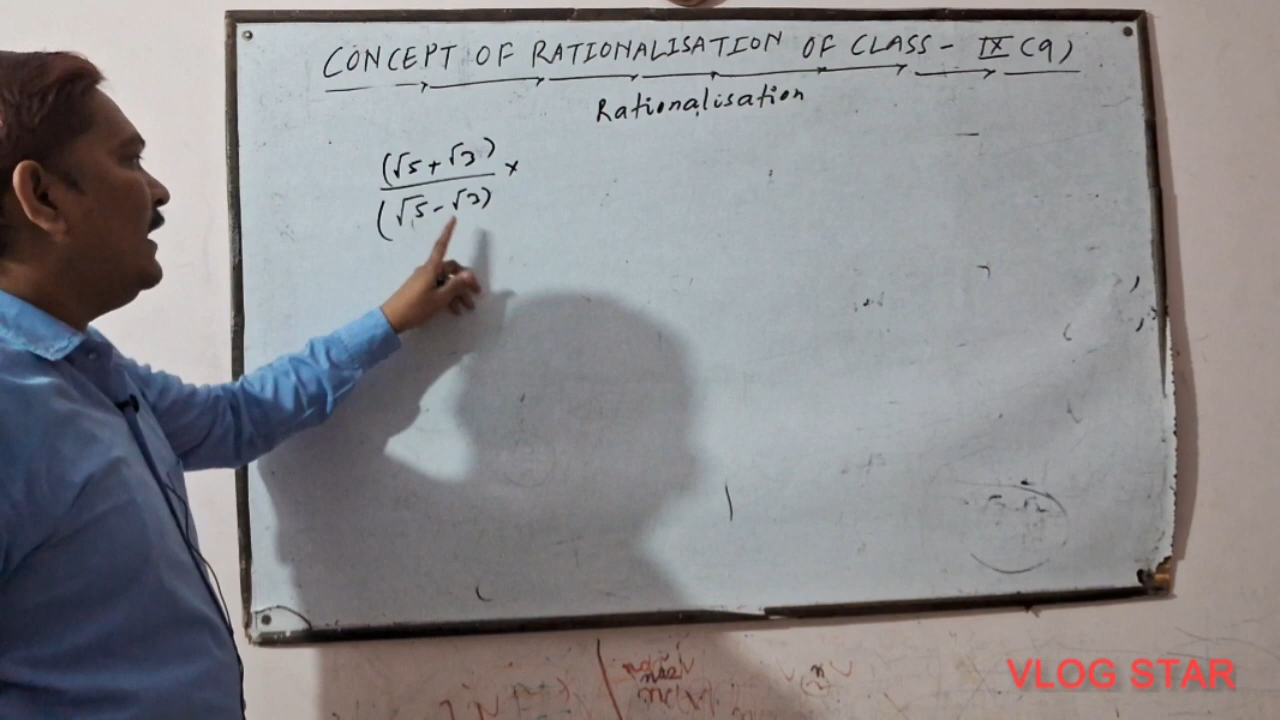 CONCEPT OF RATIONALISATION OF CLASS - IX (9)
Rationalisation
(√5 + √3) ×
(√5 - √3)
VLOG STAR